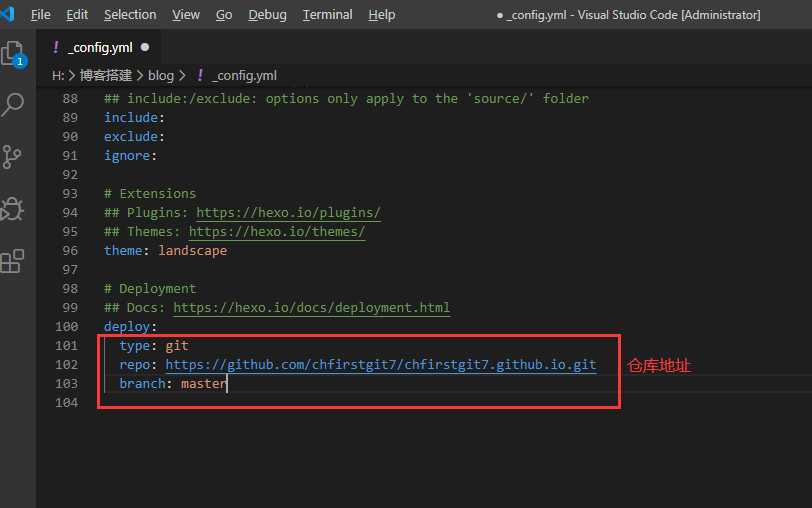 File Edit Selection View Go Debug Terminal Help ● _config.yml - Visual Studio Code [Administrator]
! _config.yml ●
1
H: > 博客搭建 > blog > ! _config.yml
88 ## include:/exclude: options only apply to the 'source/' folder
89 include:
90 exclude:
91 ignore:
92
93 # Extensions
94 ## Plugins: https://hexo.io/plugins/
95 ## Themes: https://hexo.io/themes/
96 theme: landscape
97
98 # Deployment
99 ## Docs: https://hexo.io/docs/deployment.html
100 deploy:
101 type: git
102 repo: https://github.com/chfirstgit7/chfirstgit7.github.io.git 仓库地址
103 branch: master
104